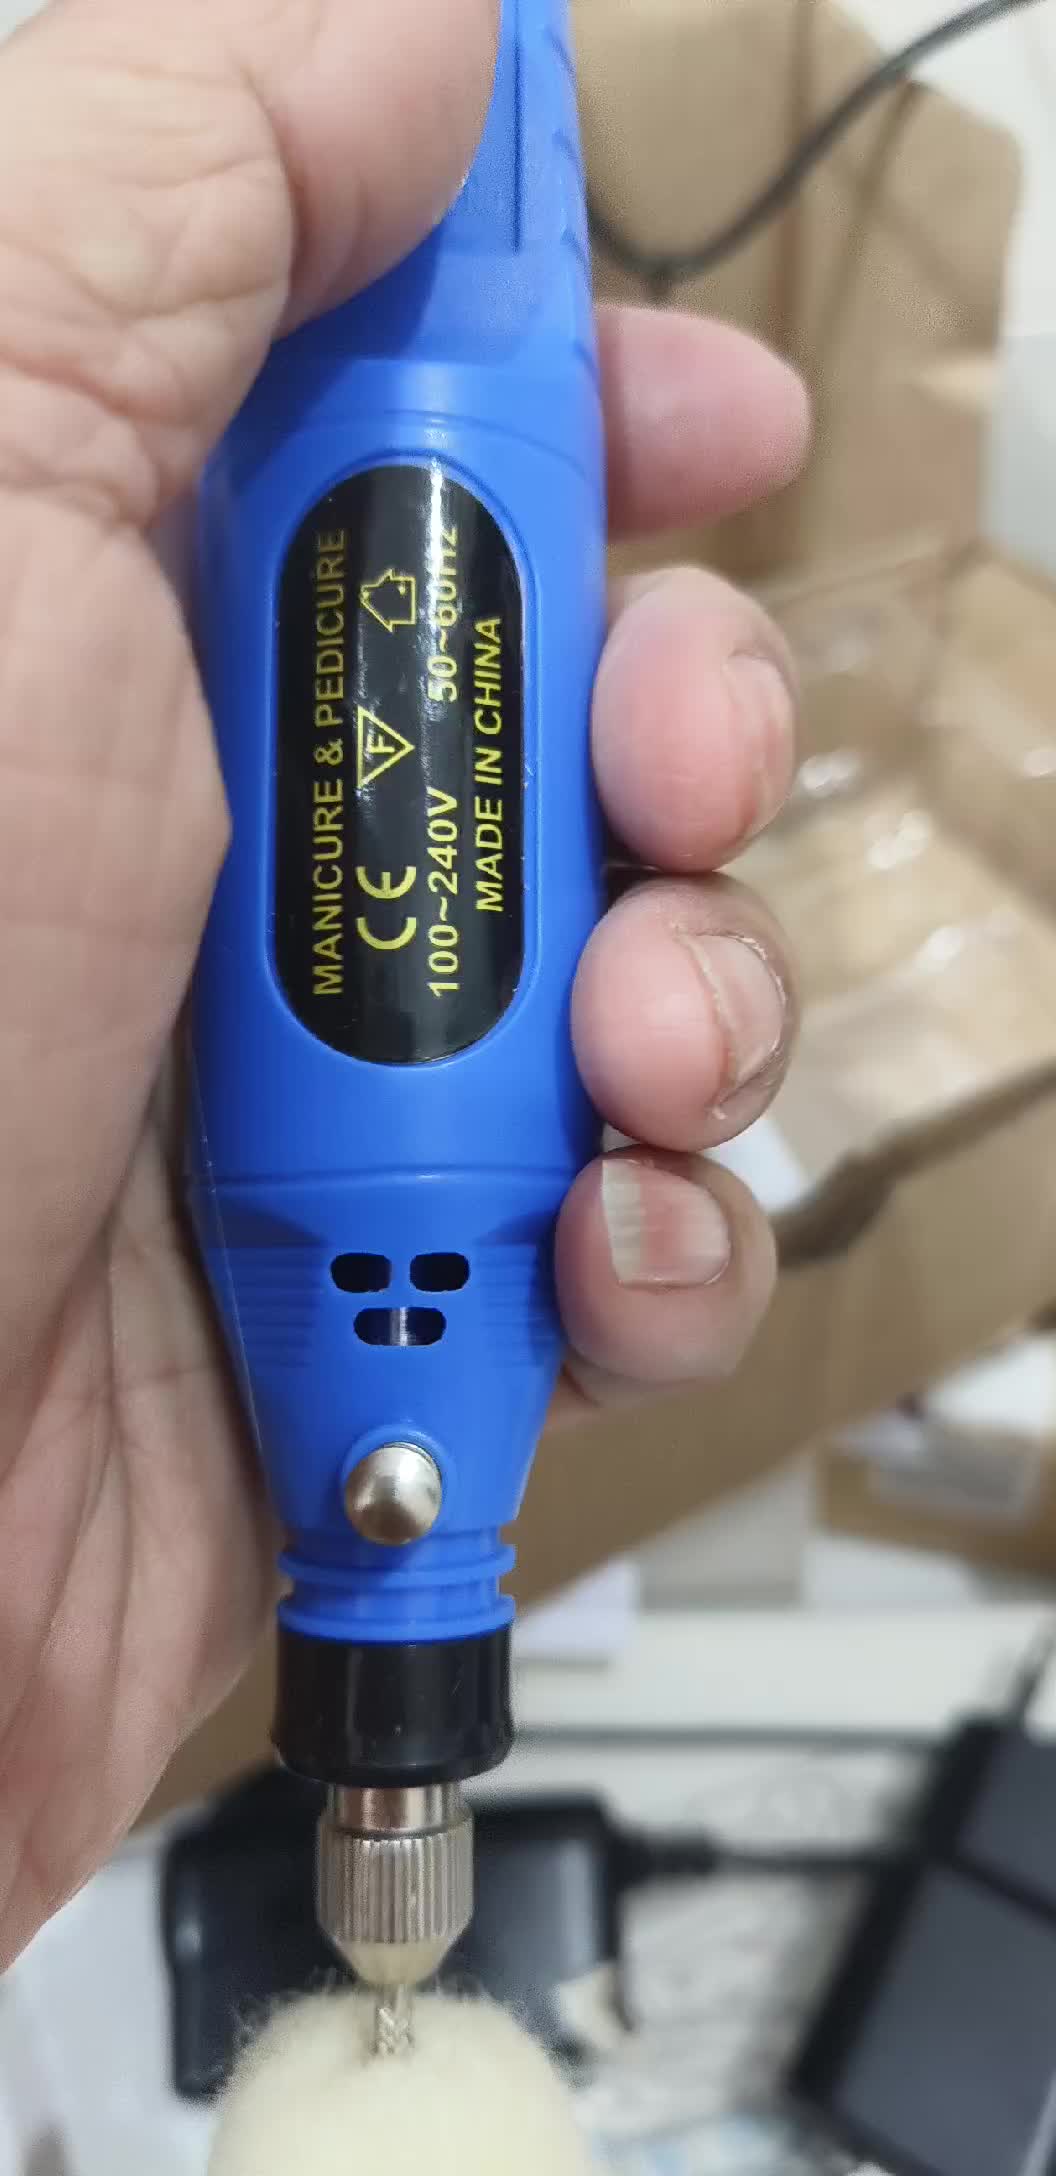 MANICURE & PEDICURE
CE F
100~240V 50~60Hz
MADE IN CHINA